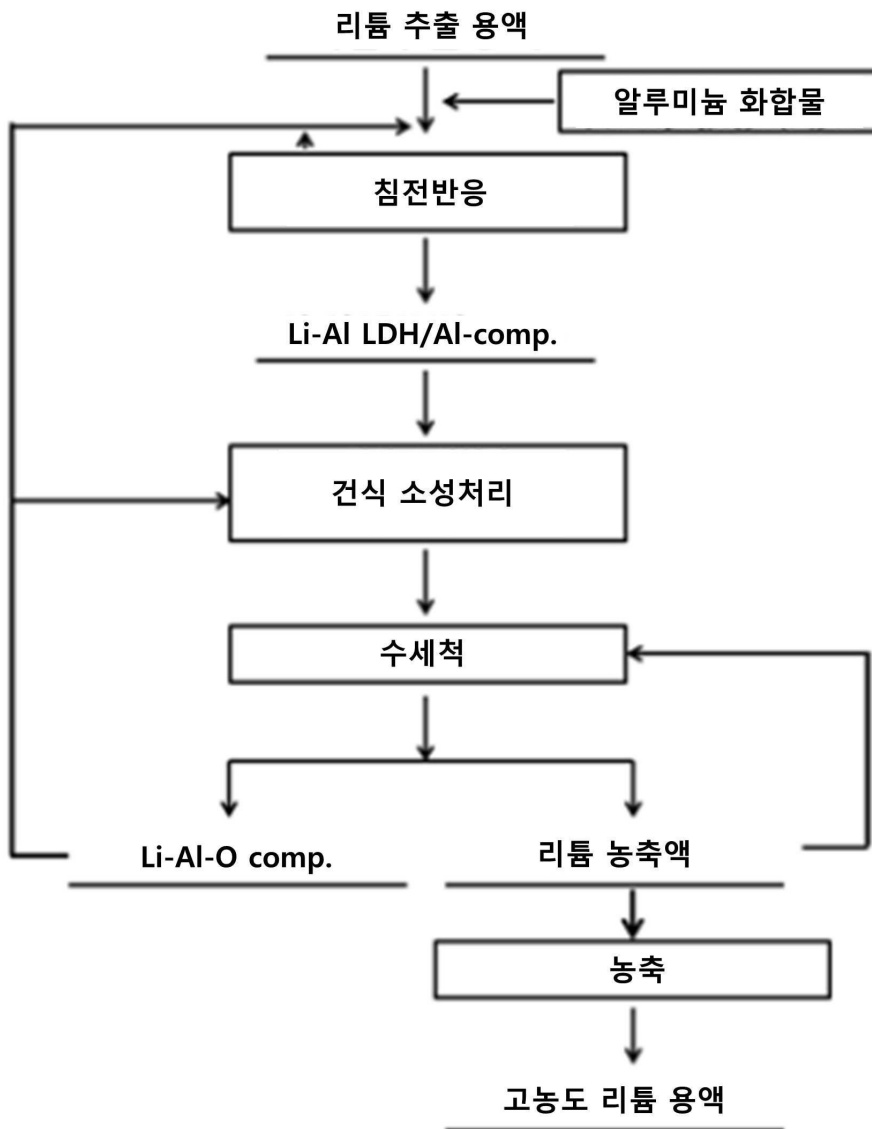 리튬 추출 용액
알루미늄 화합물
침전반응
Li-Al LDH/Al-comp.
건식 소성처리
수세척
Li-Al-O comp.
리튬 농축액
농축
고농도 리튬 용액